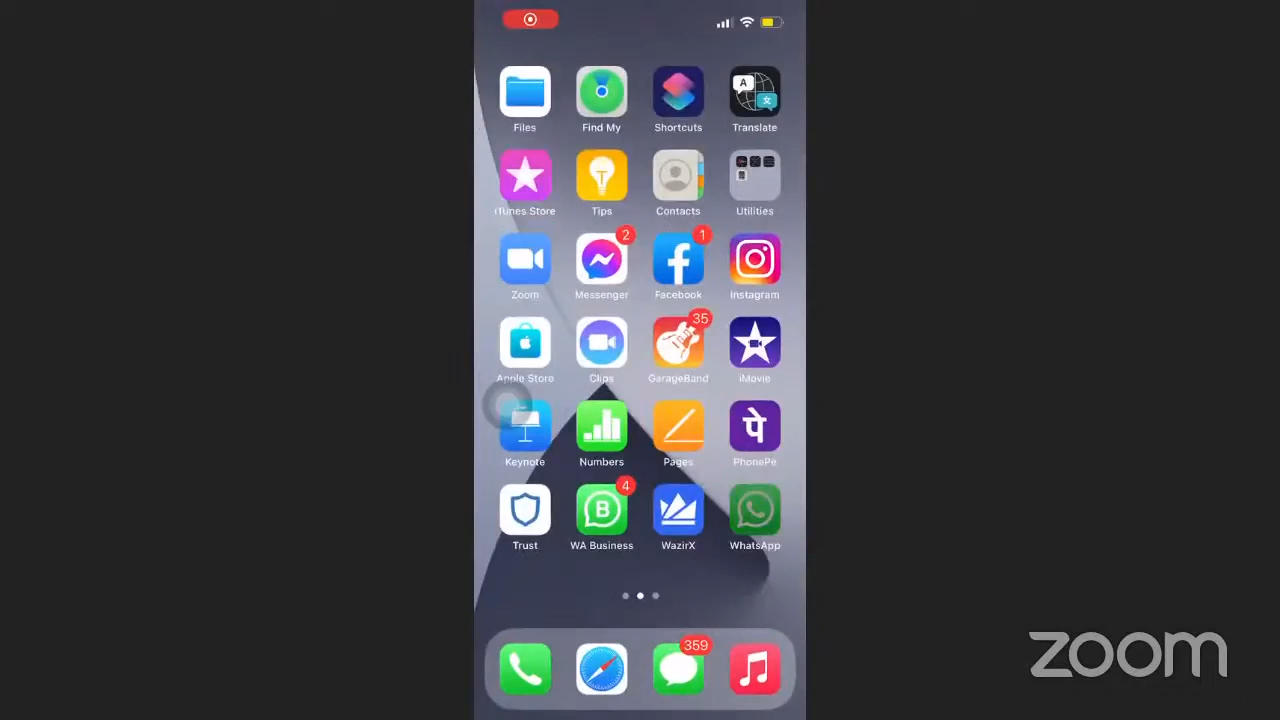 Files Find My Shortcuts Translate
iTunes Store Tips Contacts Utilities
2 1
Zoom Messenger Facebook Instagram
35
Apple Store Clips GarageBand iMovie
पे
Keynote Numbers Pages PhonePe
4
B
Trust WA Business WazirX WhatsApp
359
zoom